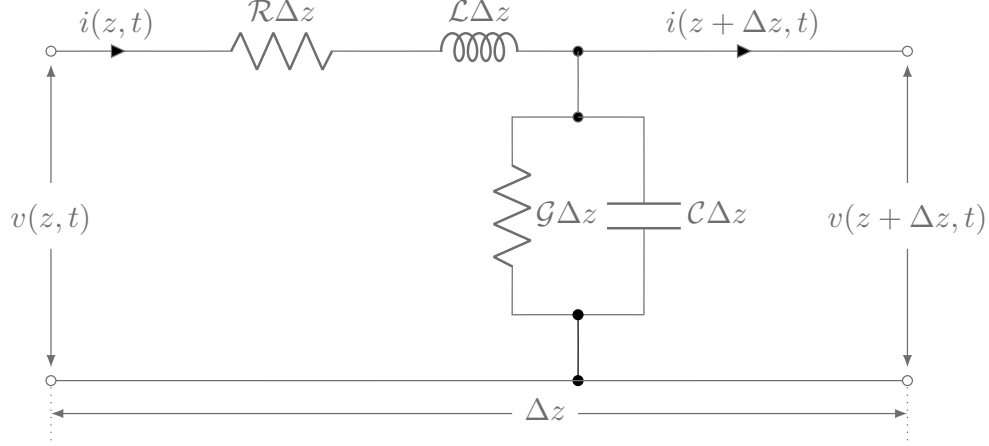 i(z, t)
ℛΔz
ℒΔz
i(z + Δz, t)
v(z, t)
𝒢Δz
𝒞Δz
v(z + Δz, t)
Δz